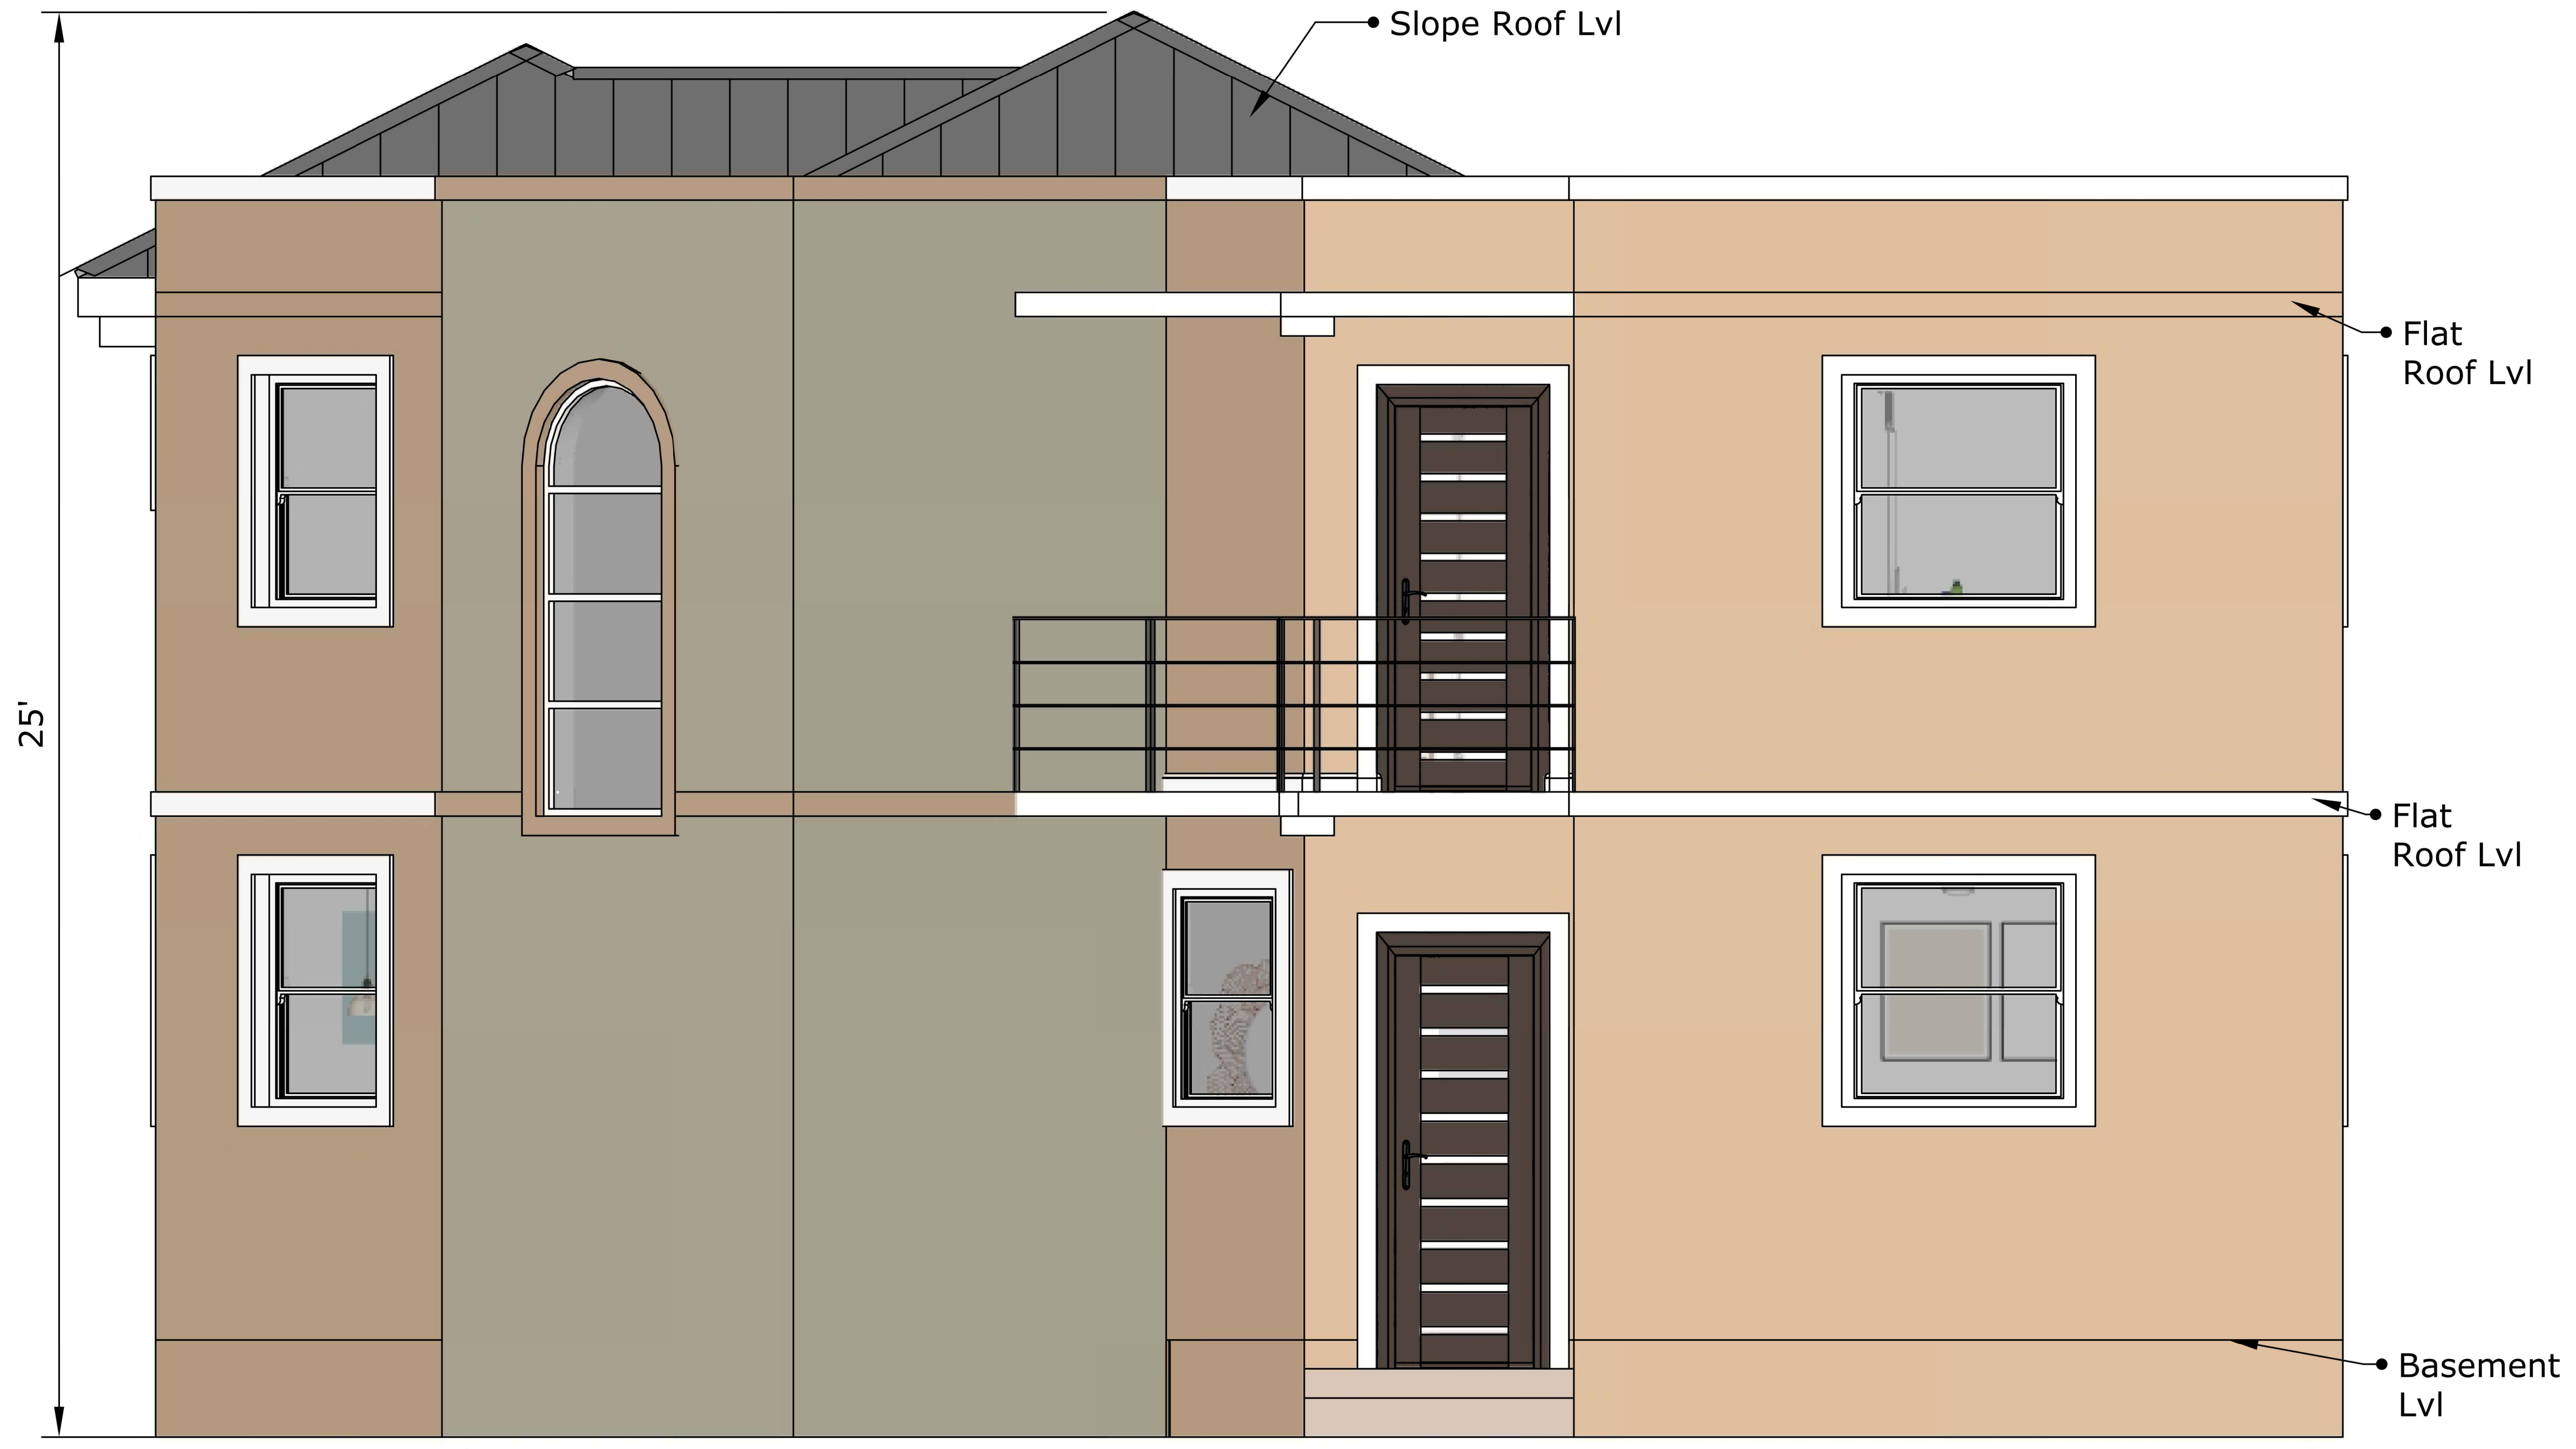 Slope Roof Lvl
Flat
Roof Lvl
25'
Flat
Roof Lvl
Basement
Lvl